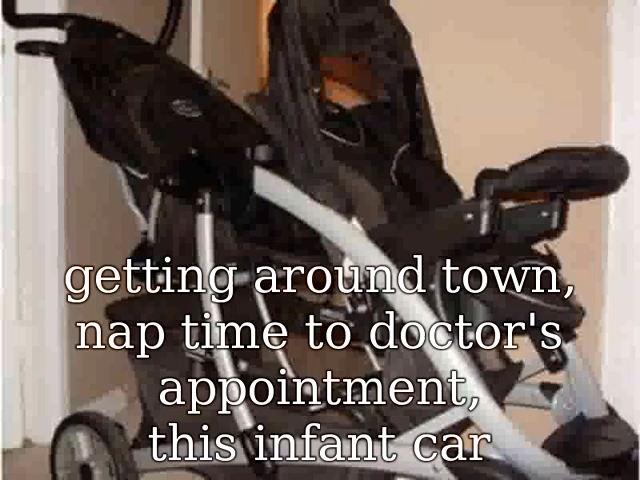 getting around town,
nap time to doctor's
appointment,
this infant car